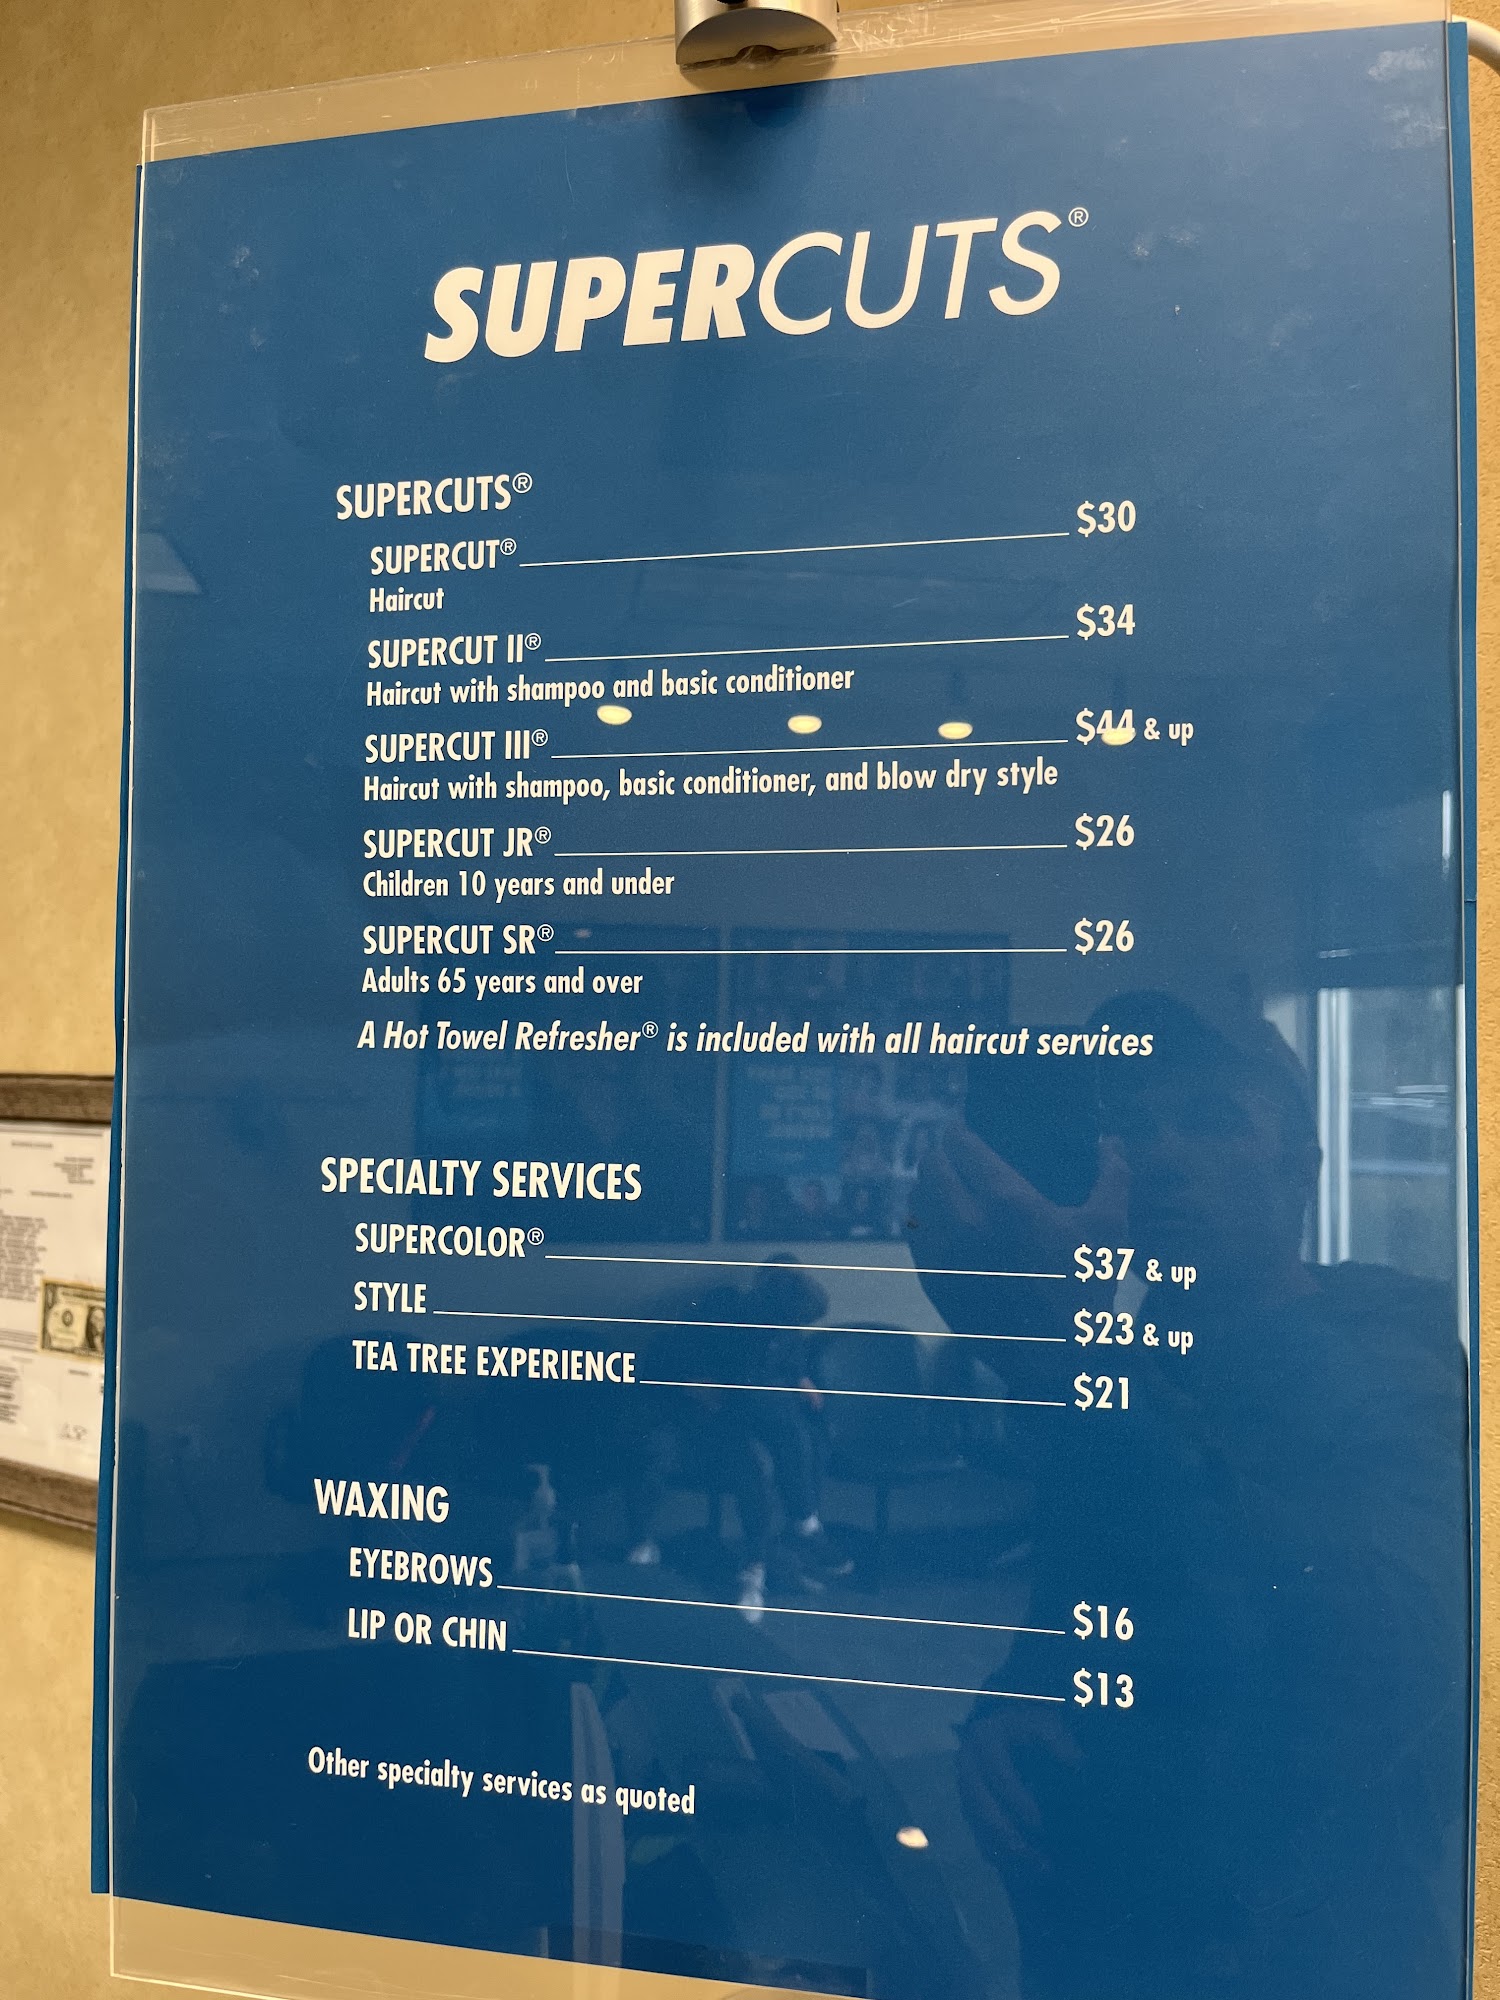 SUPERCUTS®
SUPERCUTS®
SUPERCUT® $30
Haircut
SUPERCUT II® $34
Haircut with shampoo and basic conditioner
SUPERCUT III® $44 & up
Haircut with shampoo, basic conditioner, and blow dry style
SUPERCUT JR® $26
Children 10 years and under
SUPERCUT SR® $26
Adults 65 years and over
A Hot Towel Refresher® is included with all haircut services
SPECIALTY SERVICES
SUPERCOLOR® $37 & up
STYLE $23 & up
TEA TREE EXPERIENCE $21
WAXING
EYEBROWS $16
LIP OR CHIN $13
Other specialty services as quoted